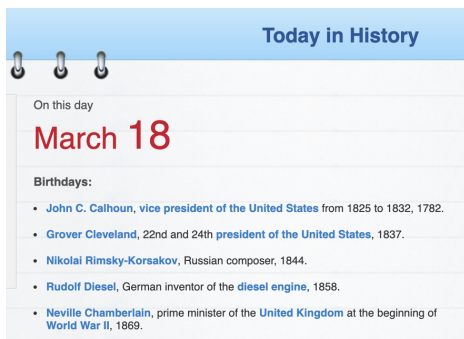 Today in History
On this day
March 18
Birthdays:
• John C. Calhoun, vice president of the United States from 1825 to 1832, 1782.
• Grover Cleveland, 22nd and 24th president of the United States, 1837.
• Nikolai Rimsky-Korsakov, Russian composer, 1844.
• Rudolf Diesel, German inventor of the diesel engine, 1858.
• Neville Chamberlain, prime minister of the United Kingdom at the beginning of
World War II, 1869.